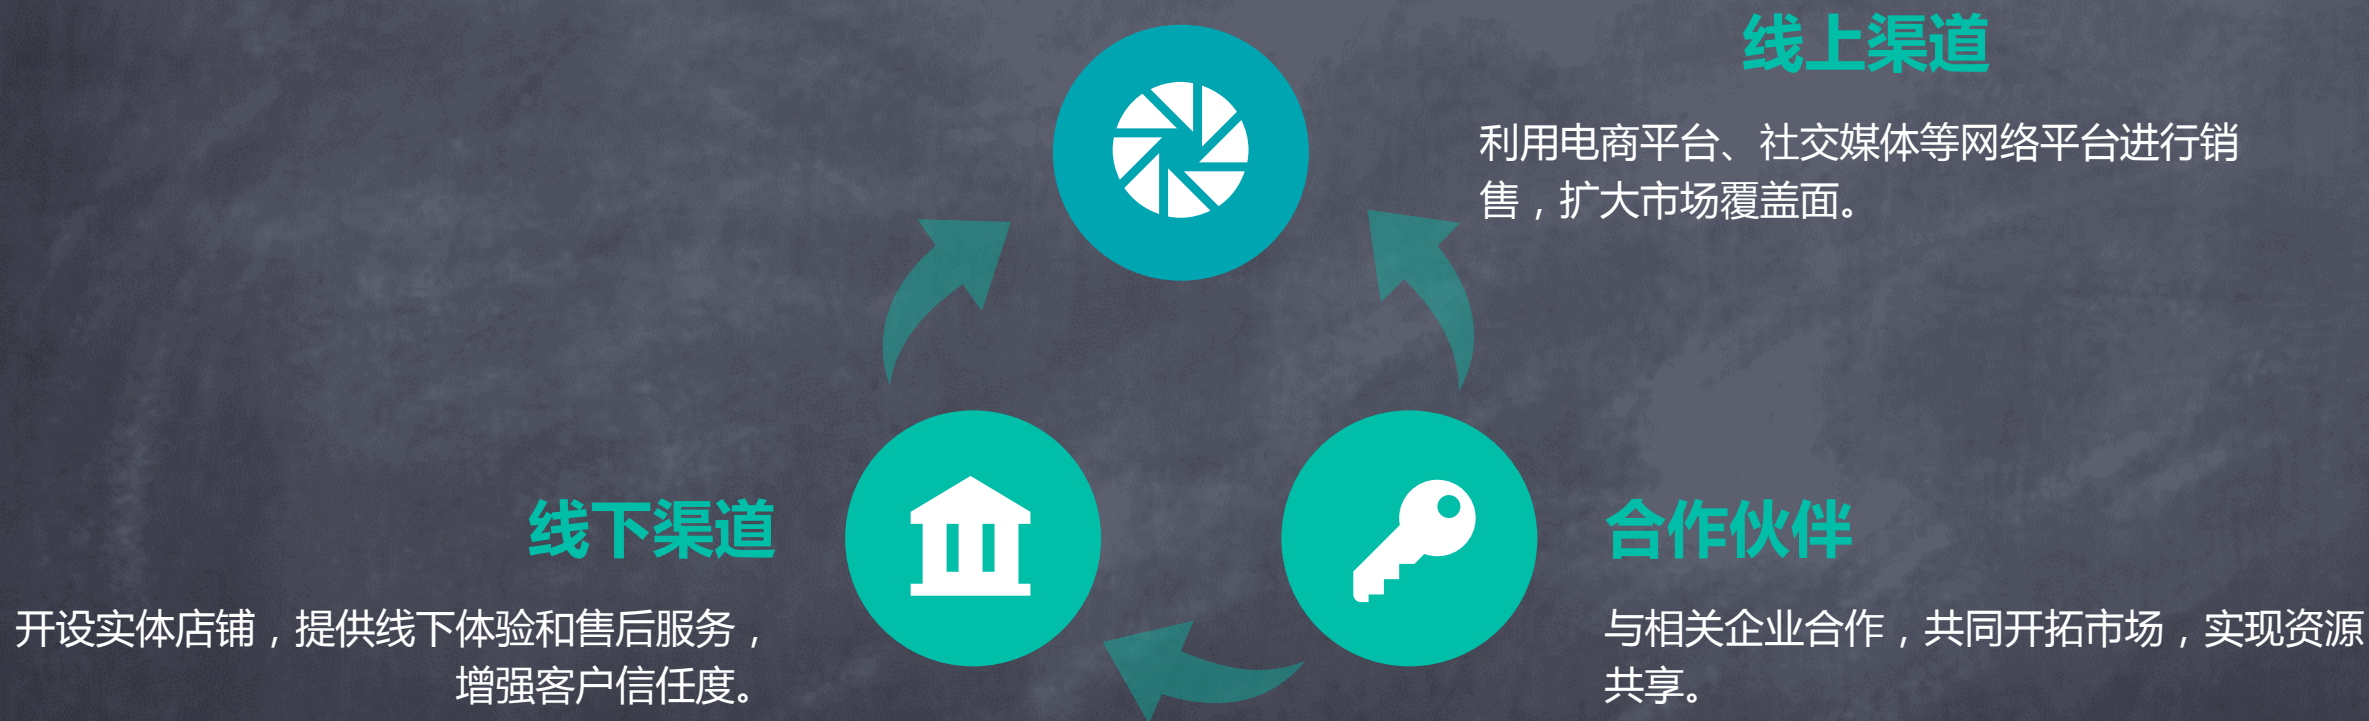 线上渠道
利用电商平台、社交媒体等网络平台进行销
售，扩大市场覆盖面。
线下渠道
开设实体店铺，提供线下体验和售后服务，
增强客户信任度。
合作伙伴
与相关企业合作，共同开拓市场，实现资源
共享。